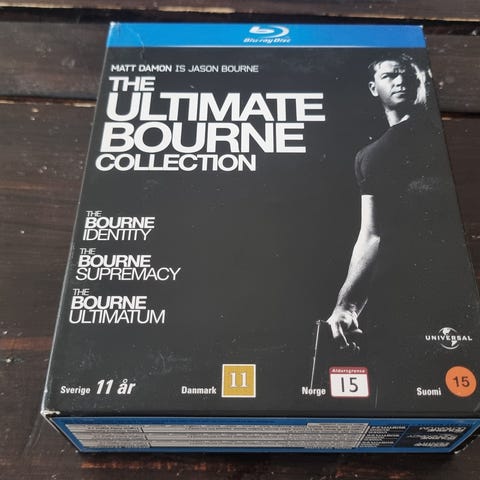 Blu-ray Disc
MATT DAMON IS JASON BOURNE
THE
ULTIMATE
BOURNE
COLLECTION
THE
BOURNE
IDENTITY
THE
BOURNE
SUPREMACY
THE
BOURNE
ULTIMATUM
UNIVERSAL
Sverige 11 år
Danmark 11
Norge Aldersgrense 15
Suomi 15